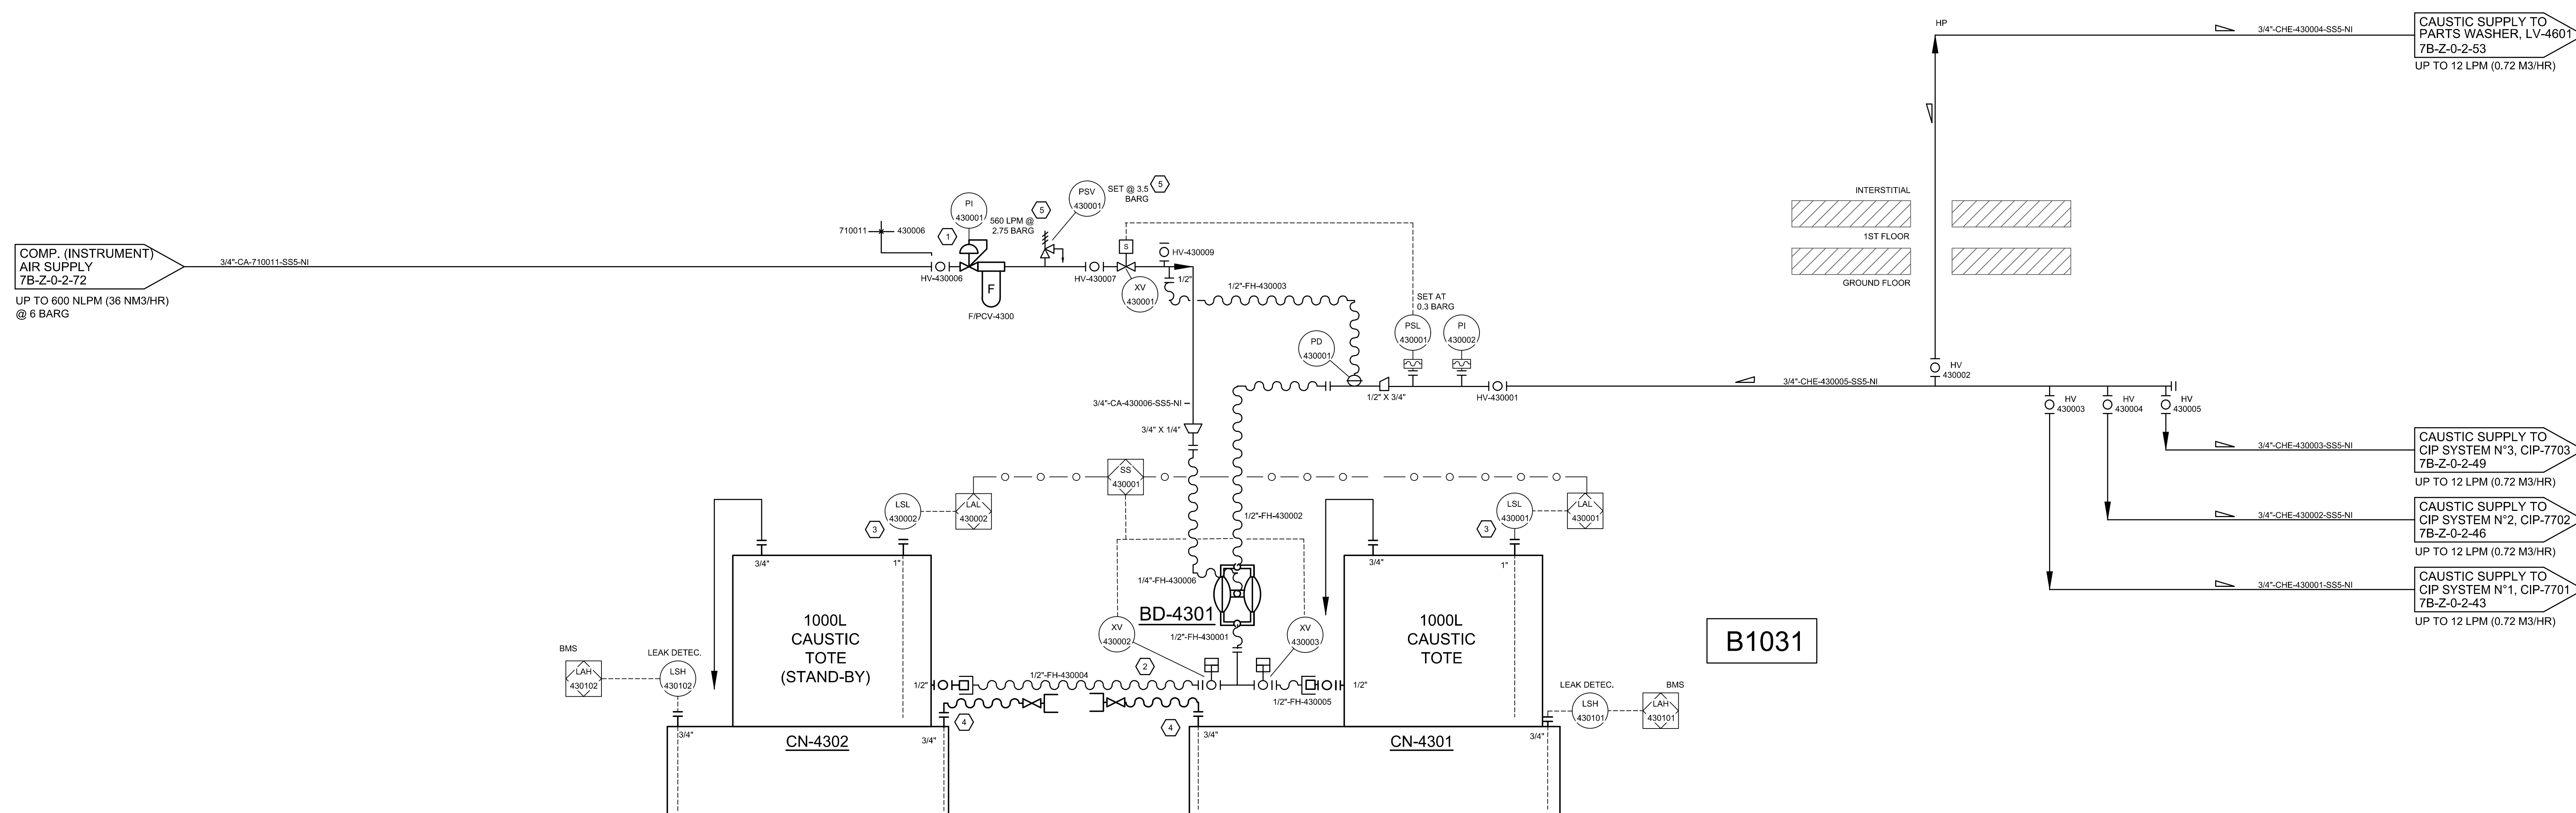 HP
3/4"-CHE-430004-SS5-NI
CAUSTIC SUPPLY TO
PARTS WASHER, LV-4601
7B-Z-0-2-53
UP TO 12 LPM (0.72 M3/HR)
INTERSTITIAL
1ST FLOOR
GROUND FLOOR
COMP. (INSTRUMENT)
AIR SUPPLY
7B-Z-0-2-72
UP TO 600 NLPM (36 NM3/HR)
@ 6 BARG
3/4"-CA-710011-SS5-NI
710011
430006
1
PI
430001
560 LPM @
2.75 BARG
5
PSV
430001
SET @ 3.5
BARG
5
HV-430006
F
F/PCV-4300
HV-430007
S
XV
430001
HV-430009
1/2"
1/2"-FH-430003
SET AT
0.3 BARG
PSL
430001
PI
430002
PD
430001
1/2" X 3/4"
HV-430001
3/4"-CHE-430005-SS5-NI
HV
430002
HV
430003
HV
430004
HV
430005
3/4"-CA-430006-SS5-NI
3/4" X 1/4"
3/4"-CHE-430003-SS5-NI
CAUSTIC SUPPLY TO
CIP SYSTEM N°3, CIP-7703
7B-Z-0-2-49
UP TO 12 LPM (0.72 M3/HR)
3/4"-CHE-430002-SS5-NI
CAUSTIC SUPPLY TO
CIP SYSTEM N°2, CIP-7702
7B-Z-0-2-46
UP TO 12 LPM (0.72 M3/HR)
3/4"-CHE-430001-SS5-NI
CAUSTIC SUPPLY TO
CIP SYSTEM N°1, CIP-7701
7B-Z-0-2-43
UP TO 12 LPM (0.72 M3/HR)
SS
430001
3
LSL
430002
LAL
430002
3
LSL
430001
LAL
430001
1/2"-FH-430002
3/4"
1"
3/4"
1"
1/4"-FH-430006
BD-4301
1/2"-FH-430001
XV
430002
XV
430003
2
1000L
CAUSTIC
TOTE
(STAND-BY)
1000L
CAUSTIC
TOTE
B1031
BMS
LAH
430102
LEAK DETEC.
LSH
430102
1/2"
1/2"-FH-430004
1/2"-FH-430005
1/2"
LEAK DETEC.
LSH
430101
BMS
LAH
430101
4
4
3/4"
CN-4302
3/4"
3/4"
CN-4301
3/4"